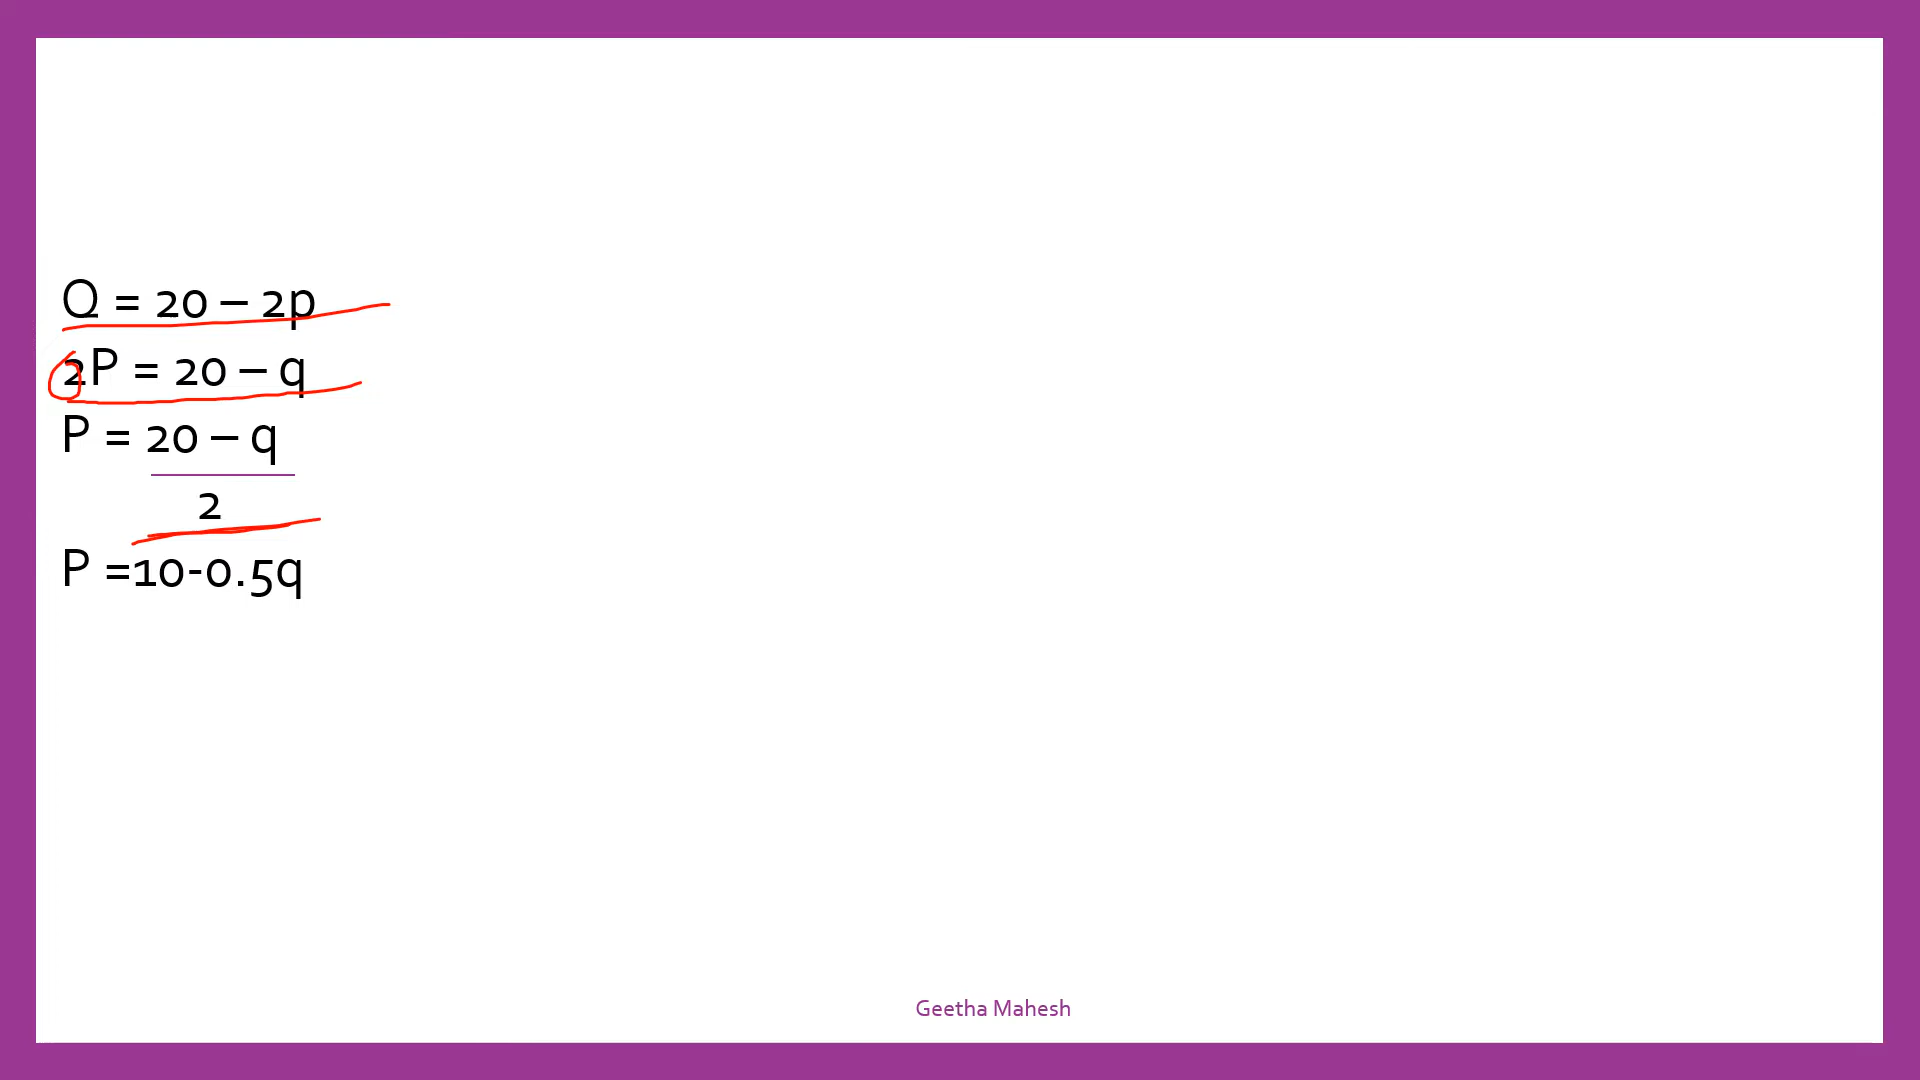 Q = 20 – 2p
2P = 20 – q
P = 20 – q
2
P =10-0.5q
Geetha Mahesh